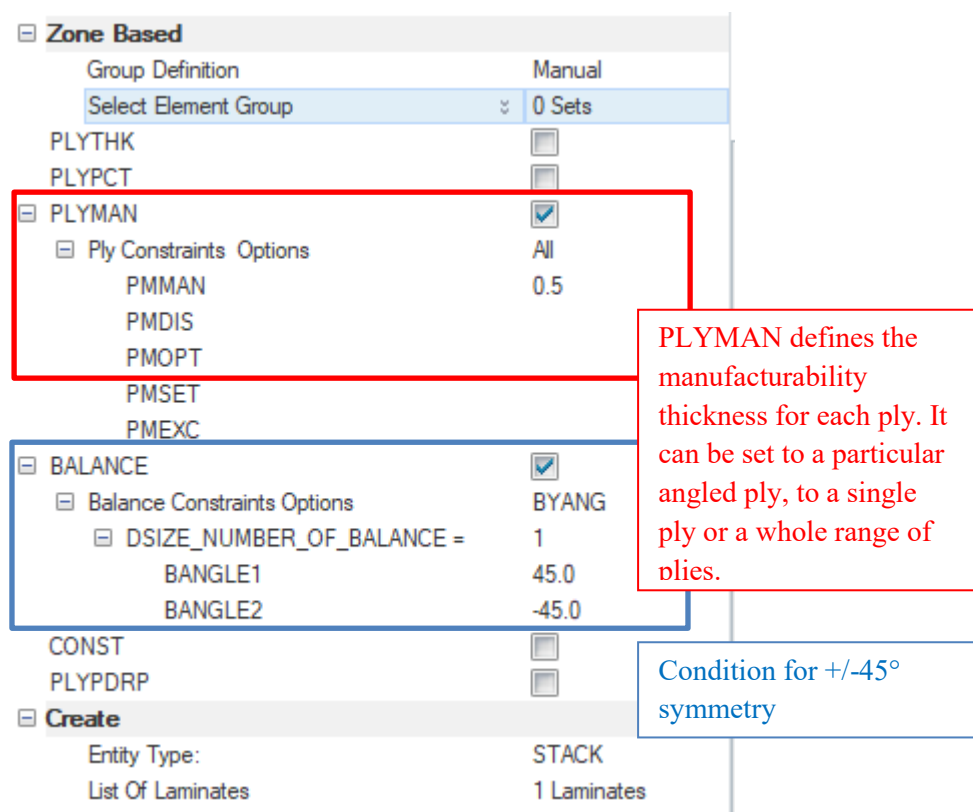 Zone Based
Group Definition Manual
Select Element Group 0 Sets
PLYTHK
PLYPCT
PLYMAN
Ply Constraints Options All
PMMAN 0.5
PMDIS
PMOPT
PMSET
PMEXC
BALANCE
Balance Constraints Options BYANG
DSIZE_NUMBER_OF_BALANCE = 1
BANGLE1 45.0
BANGLE2 -45.0
CONST
PLYPDRP
Create
Entity Type: STACK
List Of Laminates 1 Laminates
PLYMAN defines the
manufacturability
thickness for each ply. It
can be set to a particular
angled ply, to a single
ply or a whole range of
plies.
Condition for +/-45°
symmetry